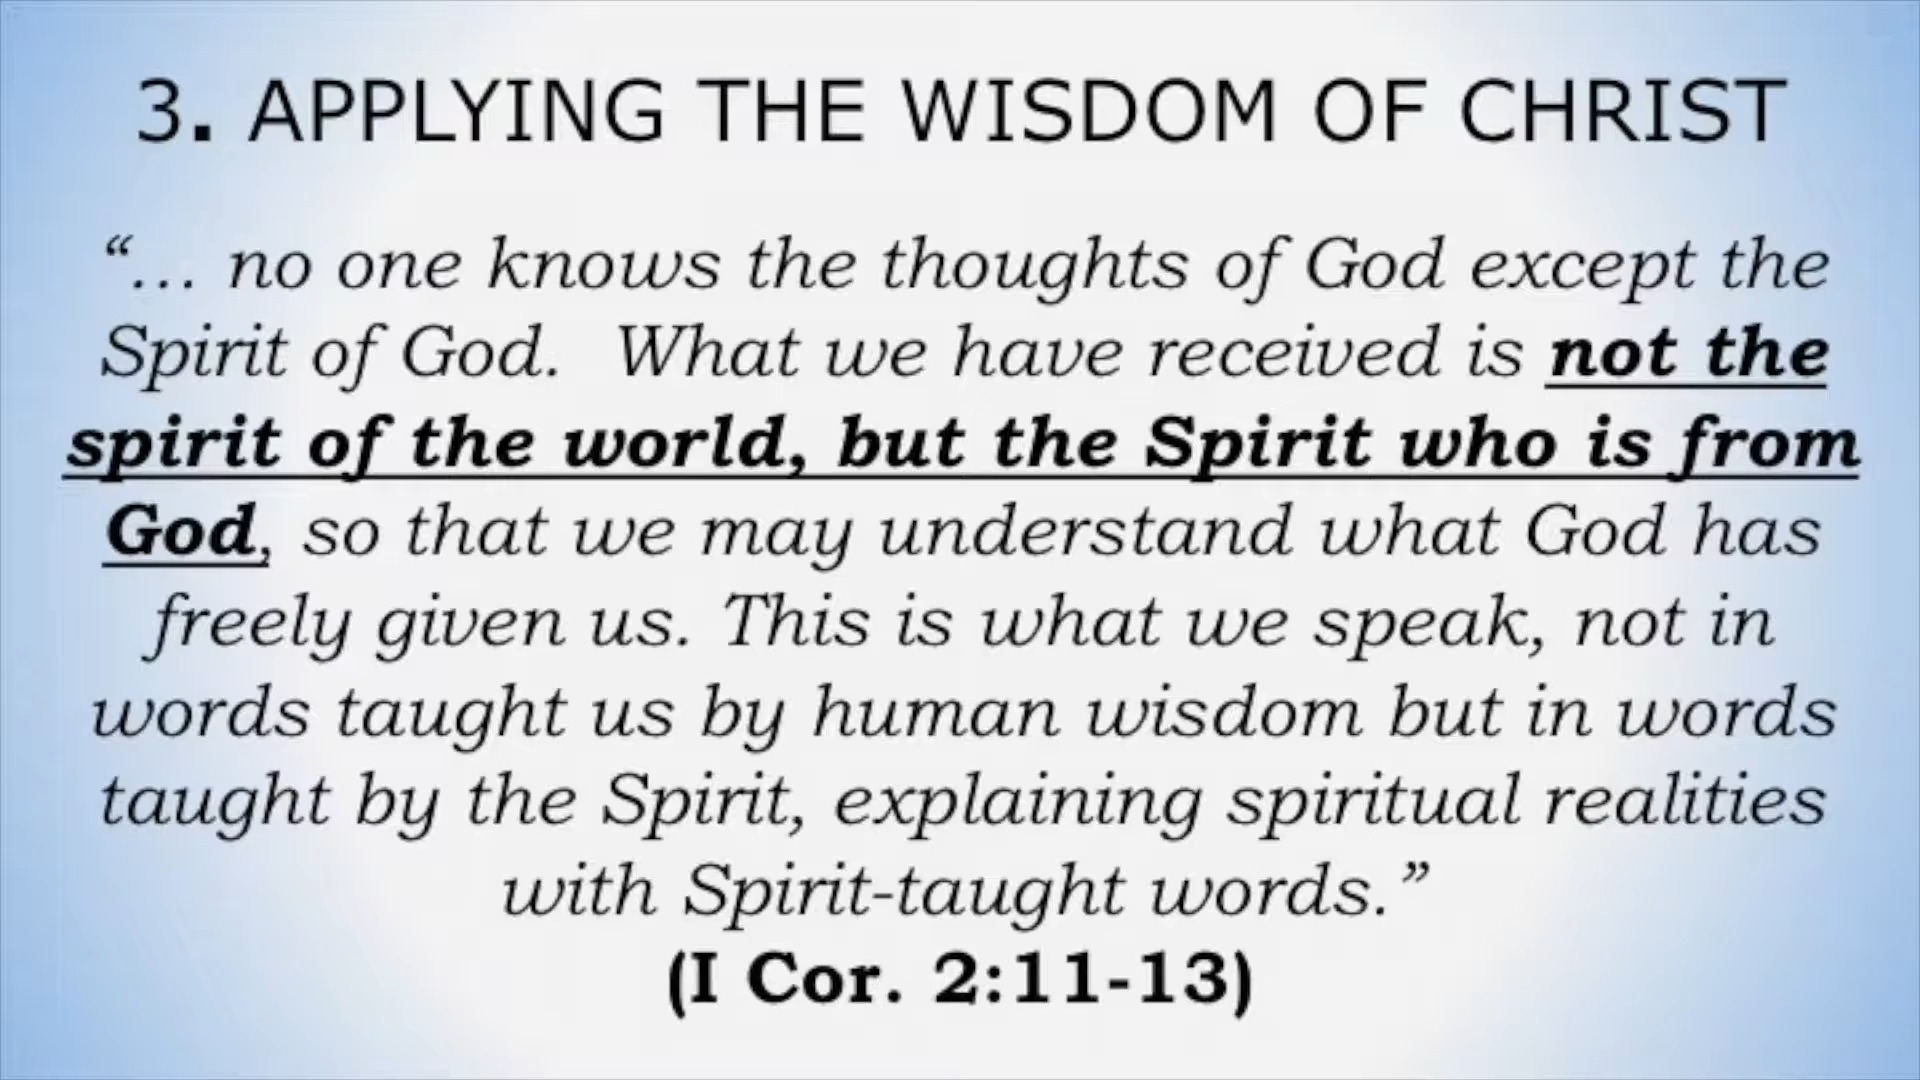 3. APPLYING THE WISDOM OF CHRIST
“... no one knows the thoughts of God except the
Spirit of God.  What we have received is not the
spirit of the world, but the Spirit who is from
God, so that we may understand what God has
freely given us. This is what we speak, not in
words taught us by human wisdom but in words
taught by the Spirit, explaining spiritual realities
with Spirit-taught words.”
(I Cor. 2:11-13)